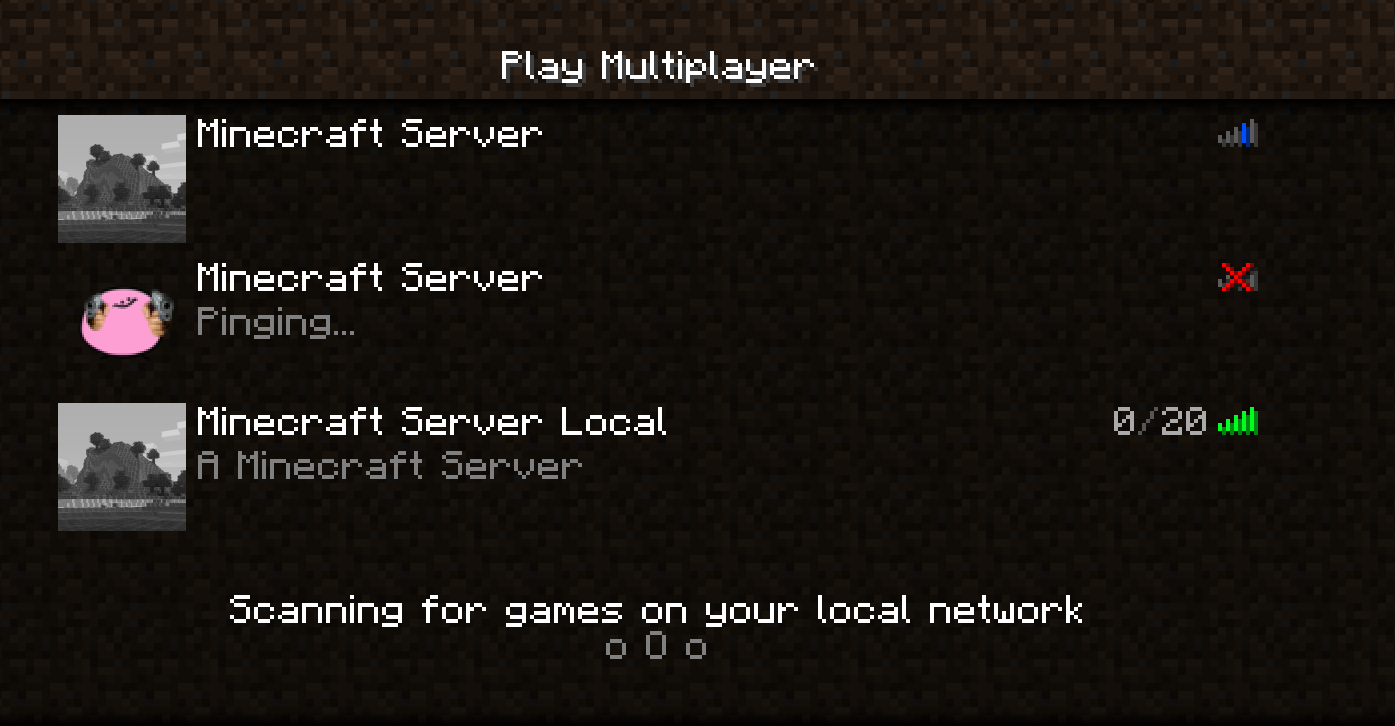 Play Multiplayer
Minecraft Server
Minecraft Server
Pinging...
Minecraft Server Local
0/20
A Minecraft Server
Scanning for games on your local network
o O o